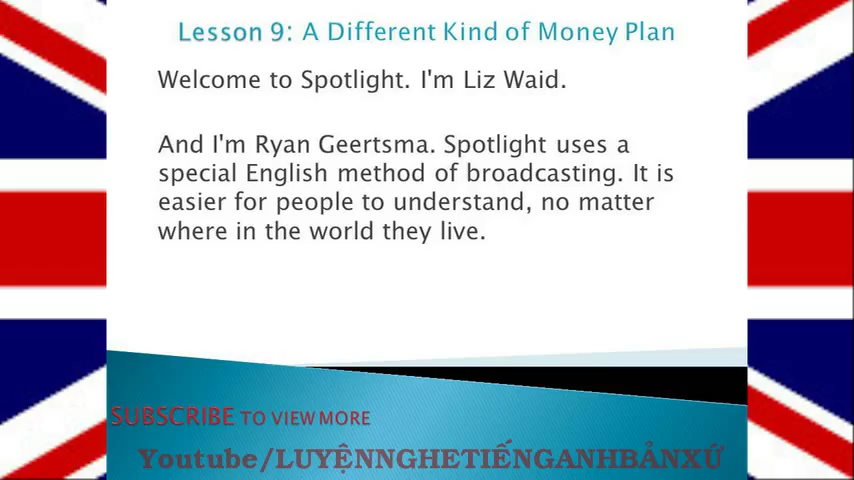 Lesson 9: A Different Kind of Money Plan
Welcome to Spotlight. I'm Liz Waid.
And I'm Ryan Geertsma. Spotlight uses a
special English method of broadcasting. It is
easier for people to understand, no matter
where in the world they live.
SUBSCRIBE TO VIEW MORE
Youtube/LUYỆNNGHETIẾNGANHBẢNXỨ